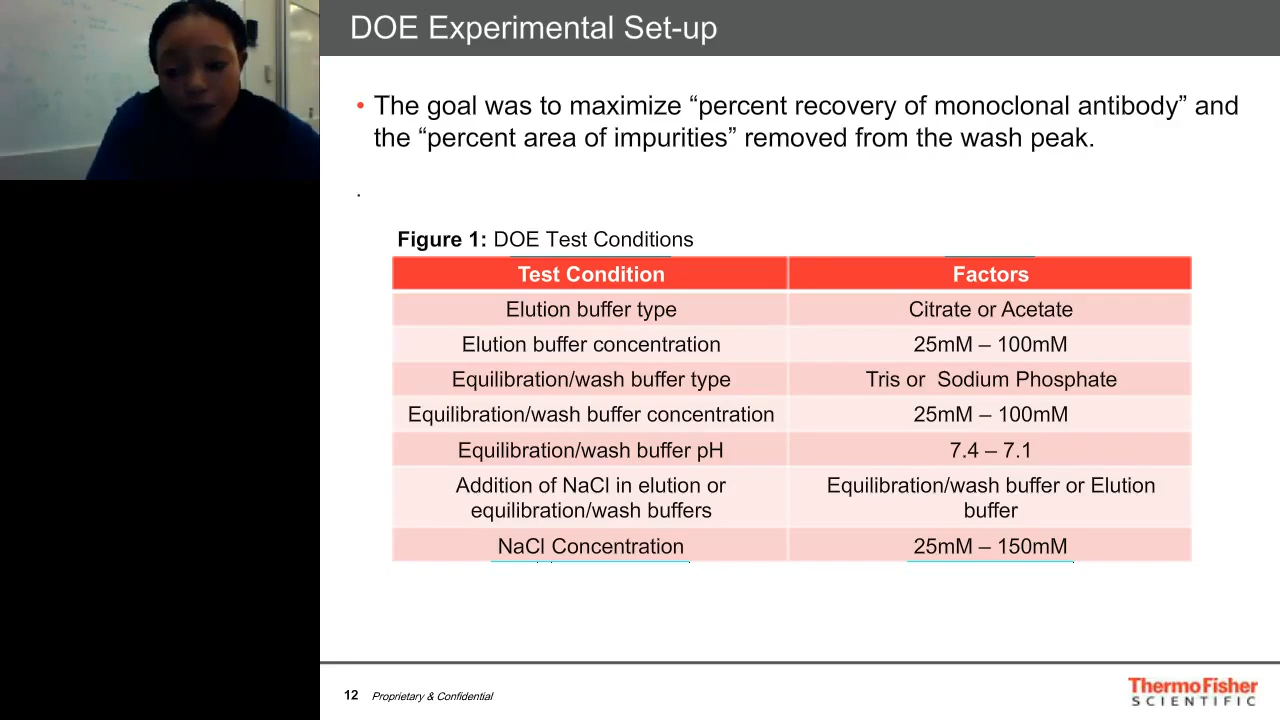 DOE Experimental Set-up
• The goal was to maximize “percent recovery of monoclonal antibody” and
the “percent area of impurities” removed from the wash peak.
.
Figure 1: DOE Test Conditions
Test Condition Factors
Elution buffer type Citrate or Acetate
Elution buffer concentration 25mM – 100mM
Equilibration/wash buffer type Tris or Sodium Phosphate
Equilibration/wash buffer concentration 25mM – 100mM
Equilibration/wash buffer pH 7.4 – 7.1
Addition of NaCl in elution or Equilibration/wash buffer or Elution
equilibration/wash buffers buffer
NaCl Concentration 25mM – 150mM
12 Proprietary & Confidential
ThermoFisher
SCIENTIFIC